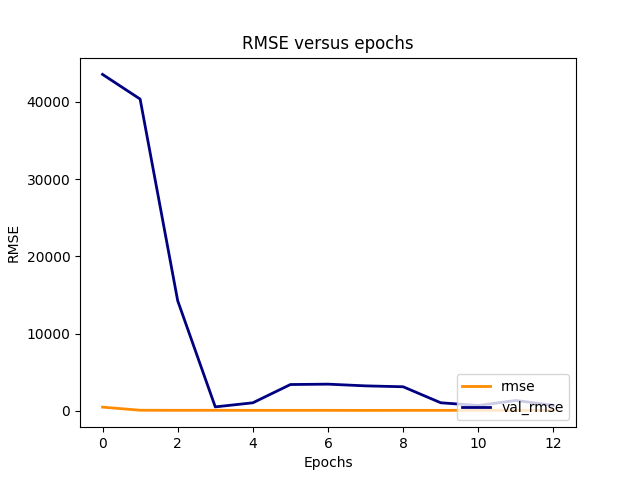 RMSE versus epochs
RMSE
40000
30000
20000
10000
0
0 2 4 6 8 10 12
Epochs
rmse
val_rmse